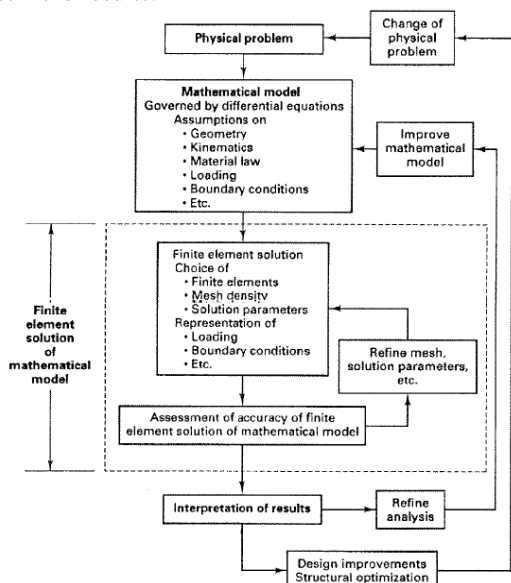 Change of
physical
problem
Physical problem
Mathematical model
Governed by differential equations
Assumptions on
• Geometry
• Kinematics
• Material law
• Loading
• Boundary conditions
• Etc.
Improve
mathematical
model
Finite
element
solution
of
mathematical
model
Finite element solution
Choice of
• Finite elements
• Mesh density
• Solution parameters
Representation of
• Loading
• Boundary conditions
• Etc.
Refine mesh,
solution parameters,
etc.
Assessment of accuracy of finite
element solution of mathematical model
Interpretation of results
Refine
analysis
Design improvements
Structural optimization